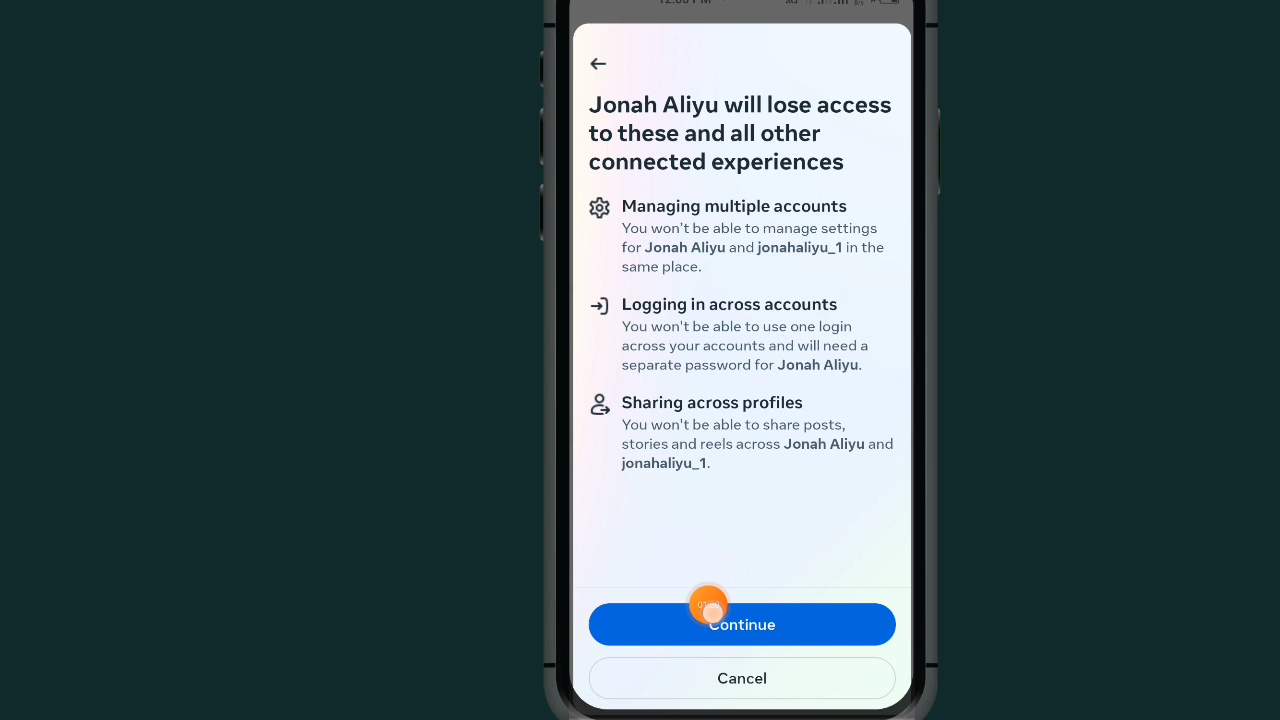 Jonah Aliyu will lose access
to these and all other
connected experiences
Managing multiple accounts
You won't be able to manage settings
for Jonah Aliyu and jonahaliyu_1 in the
same place.
Logging in across accounts
You won't be able to use one login
across your accounts and will need a
separate password for Jonah Aliyu.
Sharing across profiles
You won't be able to share posts,
stories and reels across Jonah Aliyu and
jonahaliyu_1.
Continue
Cancel